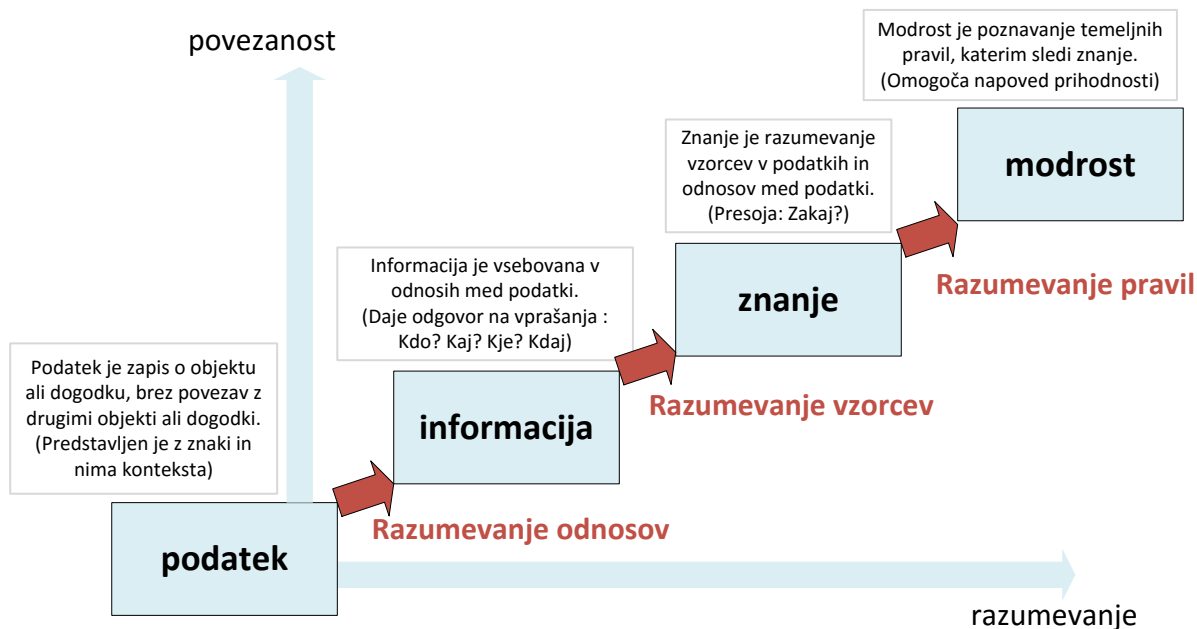 povezanost
Modrost je poznavanje temeljnih
pravil, katerim sledi znanje.
(Omogoča napoved prihodnosti)
modrost
Znanje je razumevanje
vzorcev v podatkih in
odnosov med podatki.
(Presoja: Zakaj?)
Razumevanje pravil
znanje
Informacija je vsebovana v
odnosih med podatki.
(Daje odgovor na vprašanja :
Kdo? Kaj? Kje? Kdaj)
Razumevanje vzorcev
informacija
Podatek je zapis o objektu
ali dogodku, brez povezav z
drugimi objekti ali dogodki.
(Predstavljen je z znaki in
nima konteksta)
Razumevanje odnosov
podatek
razumevanje